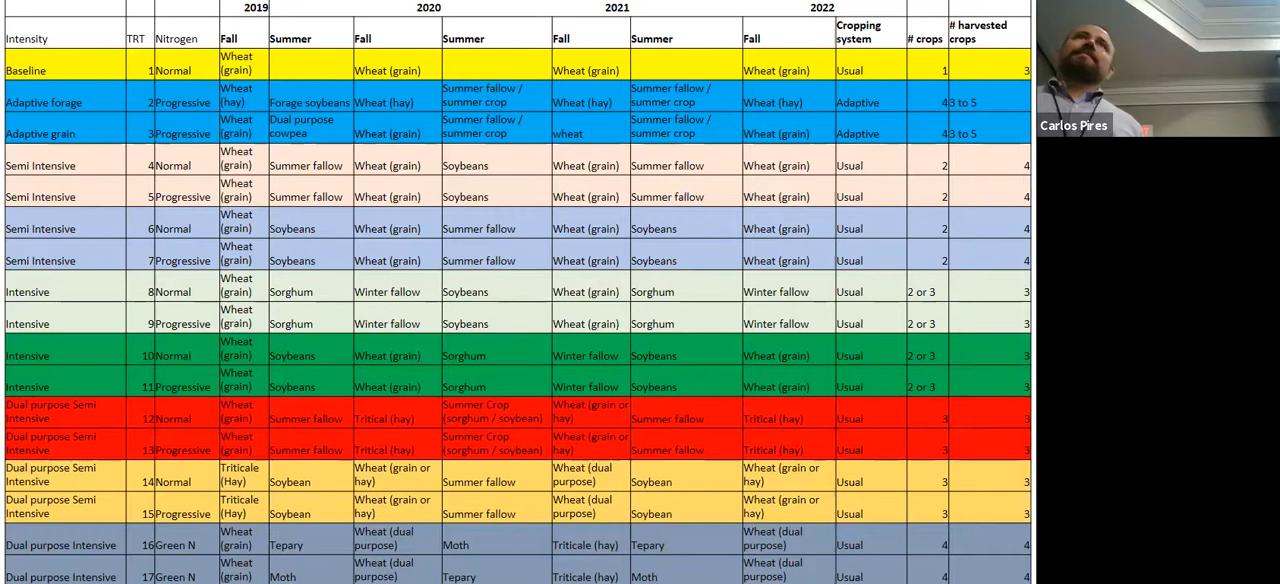 2019 2020 2021 2022
Intensity TRT Nitrogen Fall Summer Fall Summer Fall Summer Fall Cropping system # crops # harvested crops
Baseline 1 Normal Wheat (grain) Wheat (grain) Wheat (grain) Wheat (grain) Usual 1 3
Adaptive forage 2 Progressive Wheat (hay) Forage soybeans Wheat (hay) Summer fallow / summer crop Wheat (hay) Summer fallow / summer crop Wheat (hay) Adaptive 4 3 to 5
Adaptive grain 3 Progressive Wheat (grain) Dual purpose cowpea Wheat (grain) Summer fallow / summer crop wheat Summer fallow / summer crop Wheat (grain) Adaptive 4 3 to 5
Semi Intensive 4 Normal Wheat (grain) Summer fallow Wheat (grain) Soybeans Wheat (grain) Summer fallow Wheat (grain) Usual 2 4
Semi Intensive 5 Progressive Wheat (grain) Summer fallow Wheat (grain) Soybeans Wheat (grain) Summer fallow Wheat (grain) Usual 2 4
Semi Intensive 6 Normal Wheat (grain) Soybeans Wheat (grain) Summer fallow Wheat (grain) Soybeans Wheat (grain) Usual 2 4
Semi Intensive 7 Progressive Wheat (grain) Soybeans Wheat (grain) Summer fallow Wheat (grain) Soybeans Wheat (grain) Usual 2 4
Intensive 8 Normal Wheat (grain) Sorghum Winter fallow Soybeans Wheat (grain) Sorghum Winter fallow Usual 2 or 3 3
Intensive 9 Progressive Wheat (grain) Sorghum Winter fallow Soybeans Wheat (grain) Sorghum Winter fallow Usual 2 or 3 3
Intensive 10 Normal Wheat (grain) Soybeans Wheat (grain) Sorghum Winter fallow Soybeans Wheat (grain) Usual 2 or 3 3
Intensive 11 Progressive Wheat (grain) Soybeans Wheat (grain) Sorghum Winter fallow Soybeans Wheat (grain) Usual 2 or 3 3
Dual purpose Semi Intensive 12 Normal Wheat (grain) Summer fallow Tritical (hay) Summer Crop (sorghum / soybean) Wheat (grain or hay) Summer fallow Tritical (hay) Usual 3 3
Dual purpose Semi Intensive 13 Progressive Wheat (grain) Summer fallow Tritical (hay) Summer Crop (sorghum / soybean) Wheat (grain or hay) Summer fallow Tritical (hay) Usual 3 3
Dual purpose Semi Intensive 14 Normal Triticale (Hay) Soybean Wheat (grain or hay) Summer fallow Wheat (dual purpose) Soybean Wheat (grain or hay) Usual 3 3
Dual purpose Semi Intensive 15 Progressive Triticale (Hay) Soybean Wheat (grain or hay) Summer fallow Wheat (dual purpose) Soybean Wheat (grain or hay) Usual 3 3
Dual purpose Intensive 16 Green N Wheat (grain) Tepary Wheat (dual purpose) Moth Triticale (hay) Tepary Wheat (dual purpose) Usual 4 4
Dual purpose Intensive 17 Green N Wheat (grain) Moth Wheat (dual purpose) Tepary Triticale (hay) Moth Wheat (dual purpose) Usual 4 4
Carlos Pires